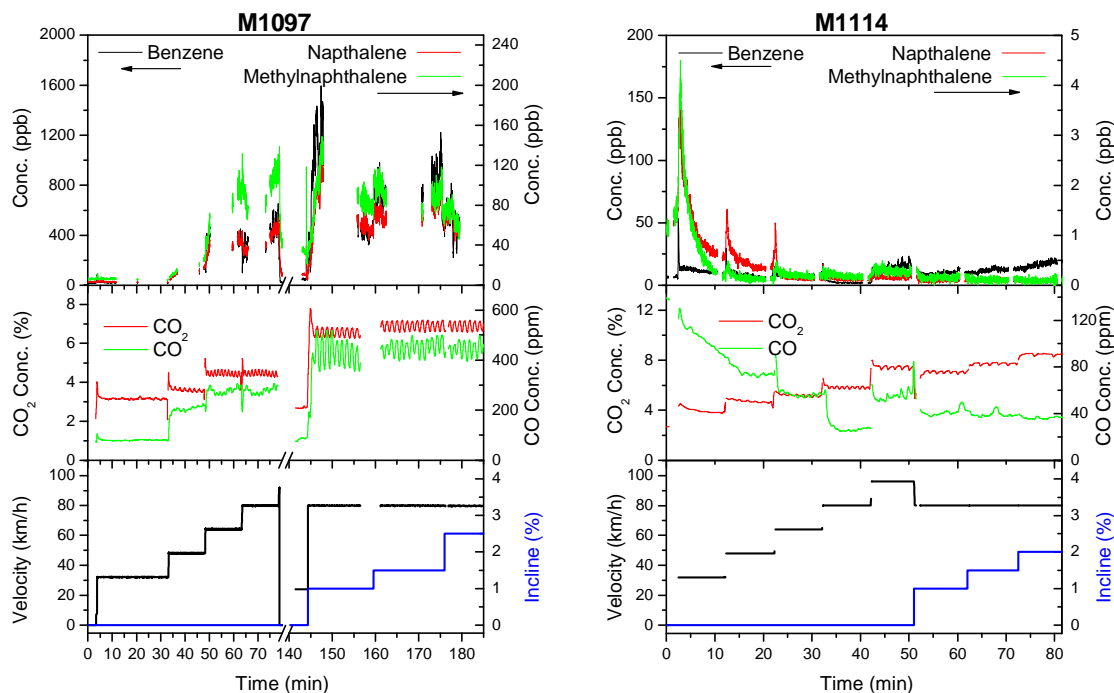 M1097
2000
1600
1200
800
400
0
Conc. (ppb)
Benzene
Napthalene
Methylnaphthalene
240
200
160
120
80
40
0
Conc. (ppb)
8
6
4
2
0
CO₂ Conc. (%)
CO₂
CO
600
400
200
0
CO Conc. (ppm)
100
80
60
40
20
0
Velocity (km/h)
4
3
2
1
0
Incline (%)
0 10 20 30 40 50 60 70 140 150 160 170 180
Time (min)
M1114
200
150
100
50
0
Conc. (ppb)
Benzene
Napthalene
Methylnaphthalene
5
4
3
2
1
0
Conc. (ppb)
12
8
4
0
CO₂ Conc. (%)
CO₂
CO
120
80
40
0
CO Conc. (ppm)
100
80
60
40
20
0
Velocity (km/h)
4
3
2
1
0
Incline (%)
0 10 20 30 40 50 60 70 80
Time (min)